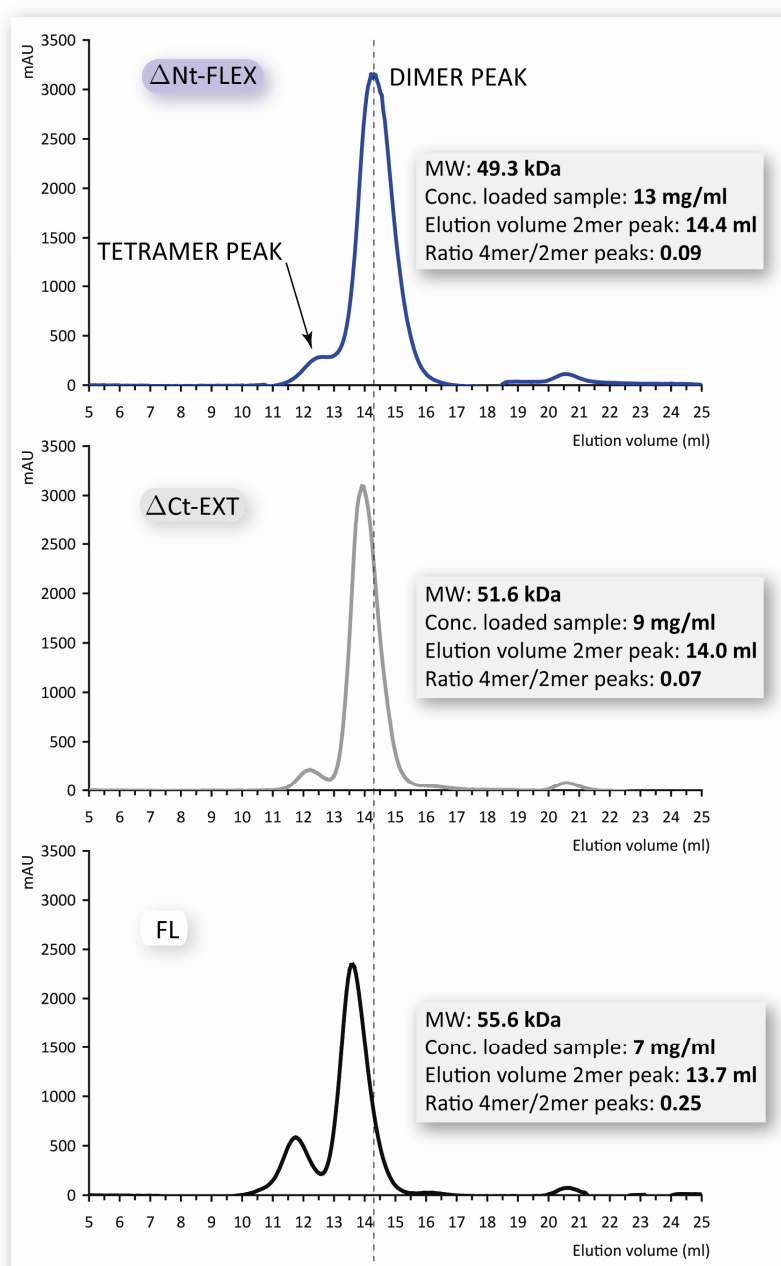 3500
mAU
ΔNt-FLEX
DIMER PEAK
3000
2500
MW: 49.3 kDa
Conc. loaded sample: 13 mg/ml
Elution volume 2mer peak: 14.4 ml
Ratio 4mer/2mer peaks: 0.09
2000
1500
TETRAMER PEAK
1000
500
0
5 6 7 8 9 10 11 12 13 14 15 16 17 18 19 20 21 22 23 24 25
Elution volume (ml)
3500
mAU
ΔCt-EXT
3000
2500
MW: 51.6 kDa
Conc. loaded sample: 9 mg/ml
Elution volume 2mer peak: 14.0 ml
Ratio 4mer/2mer peaks: 0.07
2000
1500
1000
500
0
5 6 7 8 9 10 11 12 13 14 15 16 17 18 19 20 21 22 23 24 25
Elution volume (ml)
3500
mAU
FL
3000
2500
MW: 55.6 kDa
Conc. loaded sample: 7 mg/ml
Elution volume 2mer peak: 13.7 ml
Ratio 4mer/2mer peaks: 0.25
2000
1500
1000
500
0
5 6 7 8 9 10 11 12 13 14 15 16 17 18 19 20 21 22 23 24 25
Elution volume (ml)